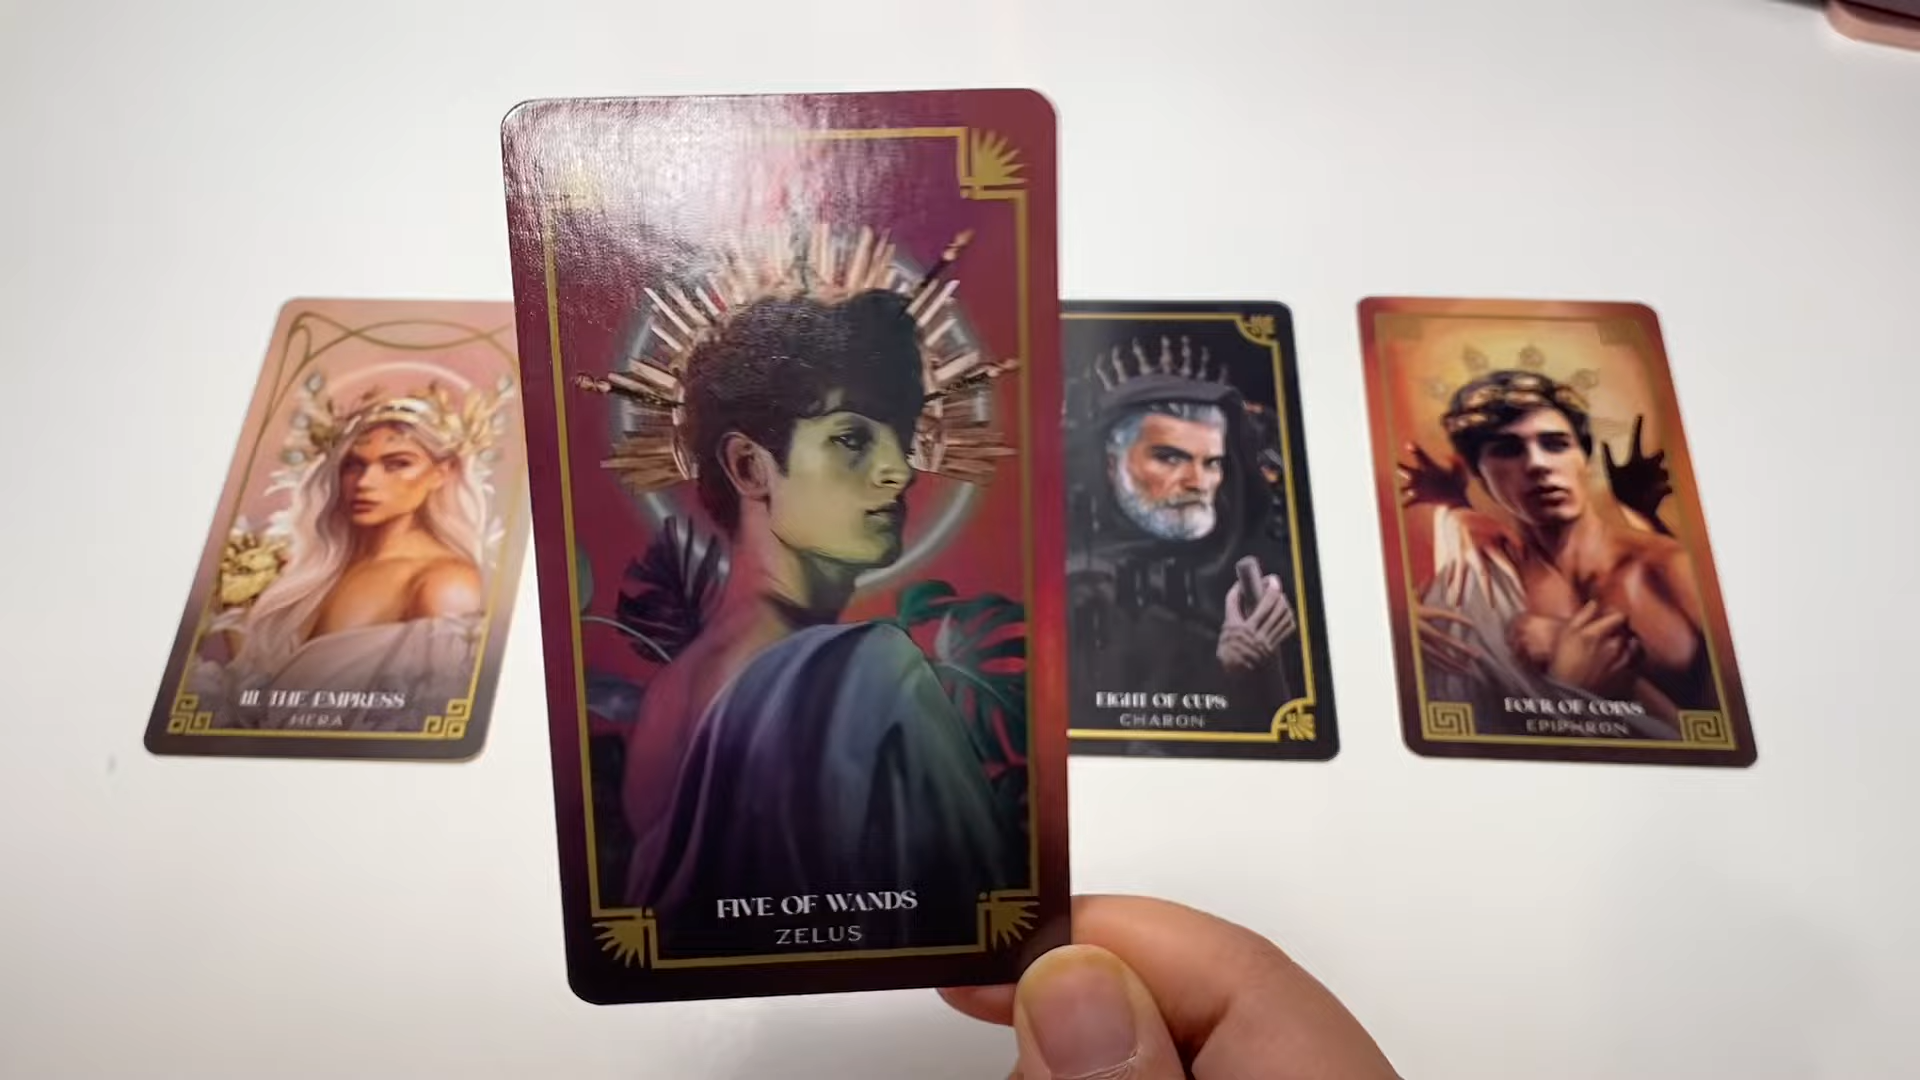 III. THE EMPRESS
HERA
FIVE OF WANDS
ZELUS
EIGHT OF CUPS
CHARON
FOUR OF COINS
EPIPHRON